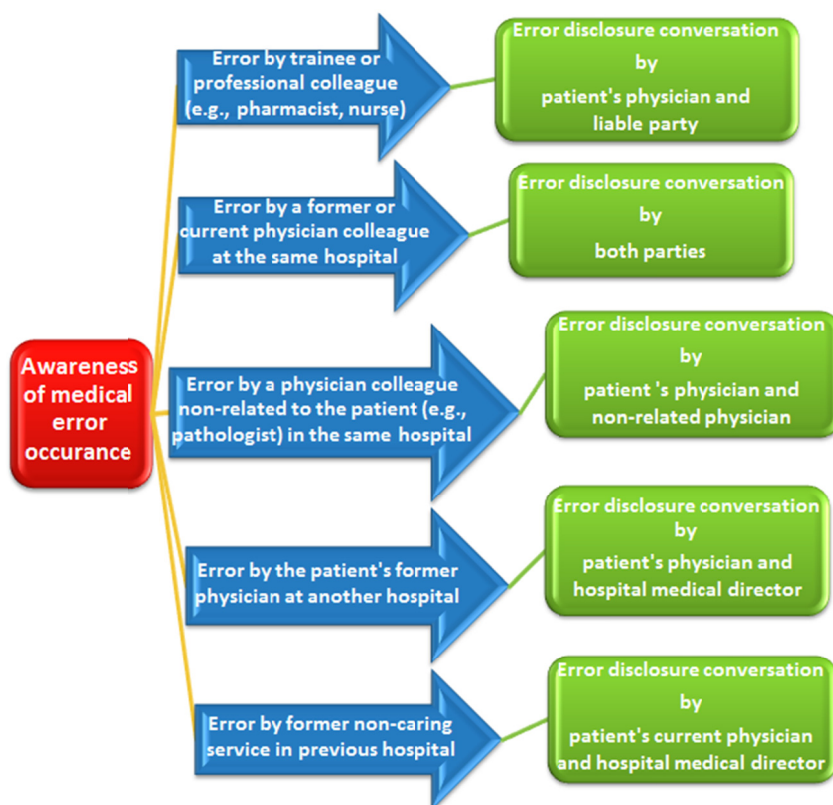 Awareness
of medical
error
occurance
Error by trainee or
professional colleague
(e.g., pharmacist, nurse)
Error disclosure conversation
by
patient's physician and
liable party
Error by a former or
current physician colleague
at the same hospital
Error disclosure conversation
by
both parties
Error by a physician colleague
non-related to the patient (e.g.,
pathologist) in the same hospital
Error disclosure conversation
by
patient 's physician and
non-related physician
Error by the patient's former
physician at another hospital
Error disclosure conversation
by
patient's physician and
hospital medical director
Error by former non-caring
service in previous hospital
Error disclosure conversation
by
patient's current physician
and hospital medical director